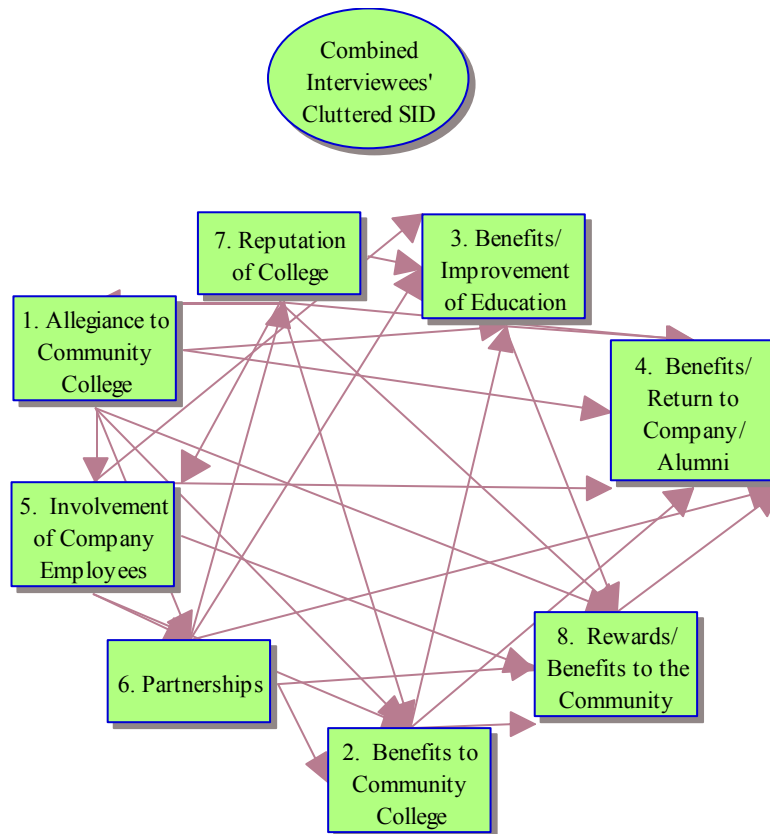 Combined
Interviewees'
Cluttered SID
7. Reputation
of College
3. Benefits/
Improvement
of Education
1. Allegiance to
Community
College
4. Benefits/
Return to
Company/
Alumni
5. Involvement
of Company
Employees
6. Partnerships
8. Rewards/
Benefits to the
Community
2. Benefits to
Community
College